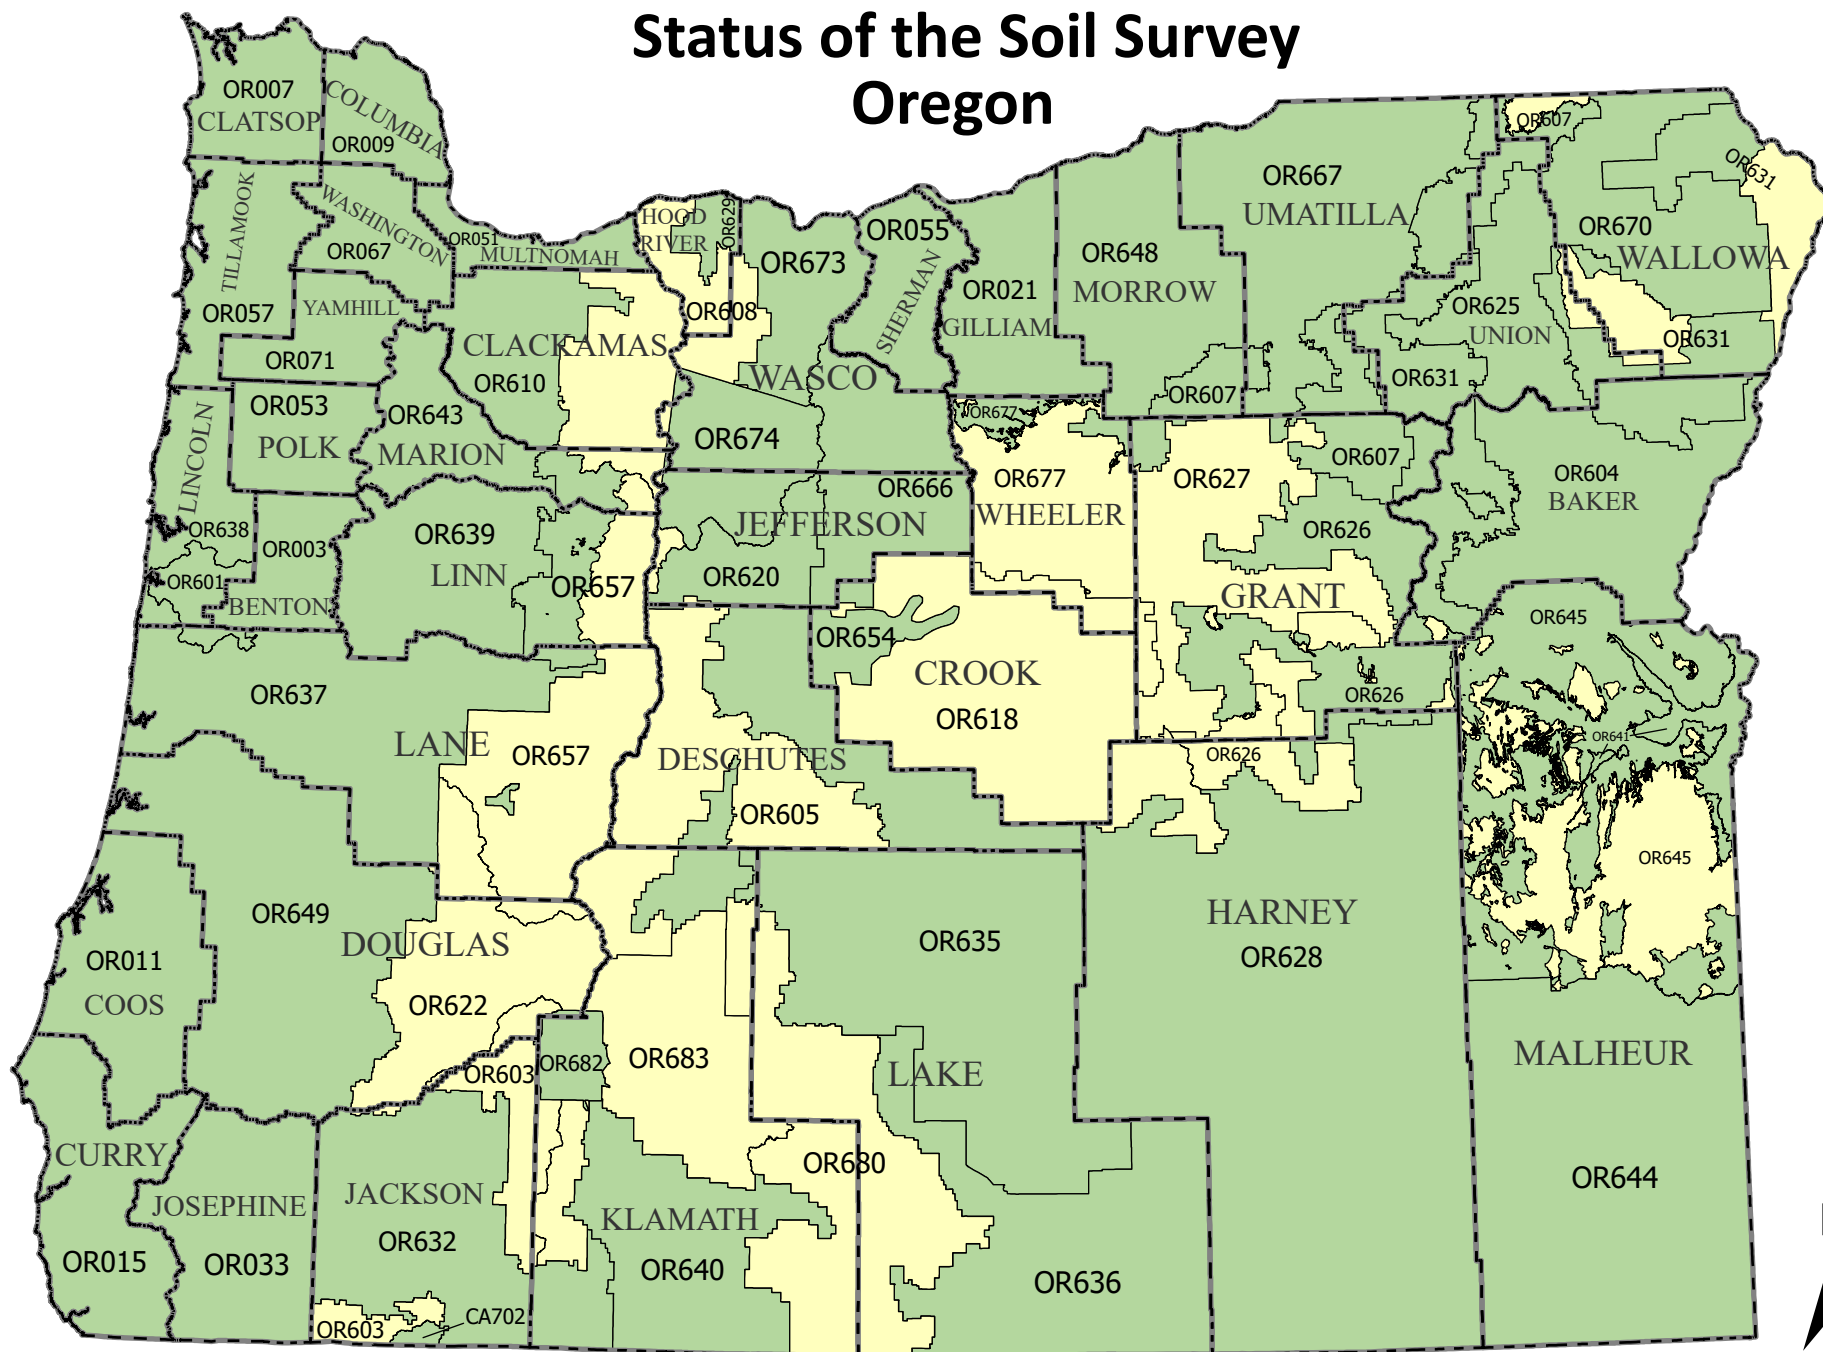 Status of the Soil Survey
Oregon
OR007
CLATSOP
COLUMBIA
OR009
TILLAMOOK
OR057
WASHINGTON
OR067
OR051
MULTNOMAH
HOOD
RIVER
OR629
OR608
OR673
WASCO
OR055
SHERMAN
OR021
GILLIAM
OR648
MORROW
OR607
OR667
UMATILLA
OR607
OR631
OR670
WALLOWA
OR625
UNION
OR631
OR631
YAMHILL
OR071
CLACKAMAS
OR610
OR053
POLK
OR643
MARION
OR674
LINCOLN
OR638
OR601
OR003
BENTON
OR639
LINN
OR657
OR666
JEFFERSON
OR620
OR677
OR677
WHEELER
OR627
OR607
OR626
GRANT
OR626
OR604
BAKER
OR645
OR654
CROOK
OR618
OR637
LANE
OR657
DESCHUTES
OR605
OR626
OR641
OR645
OR649
DOUGLAS
OR622
OR011
COOS
OR635
HARNEY
OR628
OR603
OR682
OR683
LAKE
MALHEUR
OR644
CURRY
OR015
JOSEPHINE
OR033
JACKSON
OR632
OR680
KLAMATH
OR640
OR636
OR603
CA702